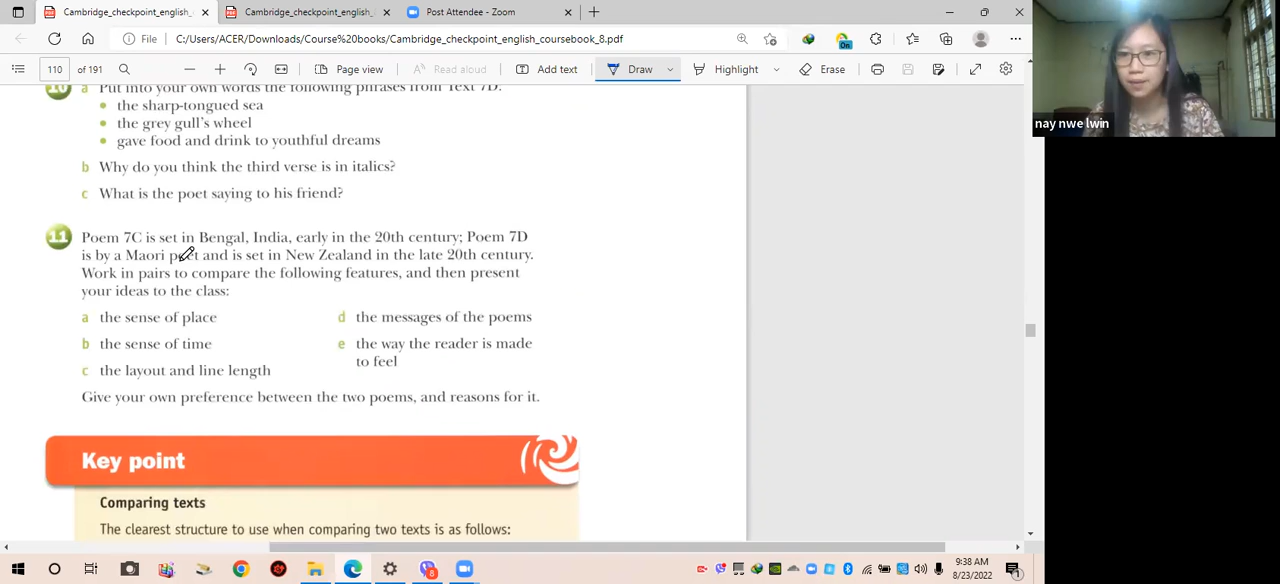 Cambridge_checkpoint_english_
Cambridge_checkpoint_english_c
Post Attendee - Zoom
File
C:/Users/ACER/Downloads/Course%20books/Cambridge_checkpoint_english_coursebook_8.pdf
On
110 of 191
Page view
Read aloud
Add text
Draw
Highlight
Erase
10 a Put into your own words the following phrases from Text 7D.
• the sharp-tongued sea
• the grey gull's wheel
• gave food and drink to youthful dreams
b Why do you think the third verse is in italics?
c What is the poet saying to his friend?
11 Poem 7C is set in Bengal, India, early in the 20th century; Poem 7D
is by a Maori poet and is set in New Zealand in the late 20th century.
Work in pairs to compare the following features, and then present
your ideas to the class:
a the sense of place
b the sense of time
c the layout and line length
d the messages of the poems
e the way the reader is made
to feel
Give your own preference between the two poems, and reasons for it.
Key point
Comparing texts
The clearest structure to use when comparing two texts is as follows:
nay nwe lwin
8
9:38 AM
8/23/2022
1